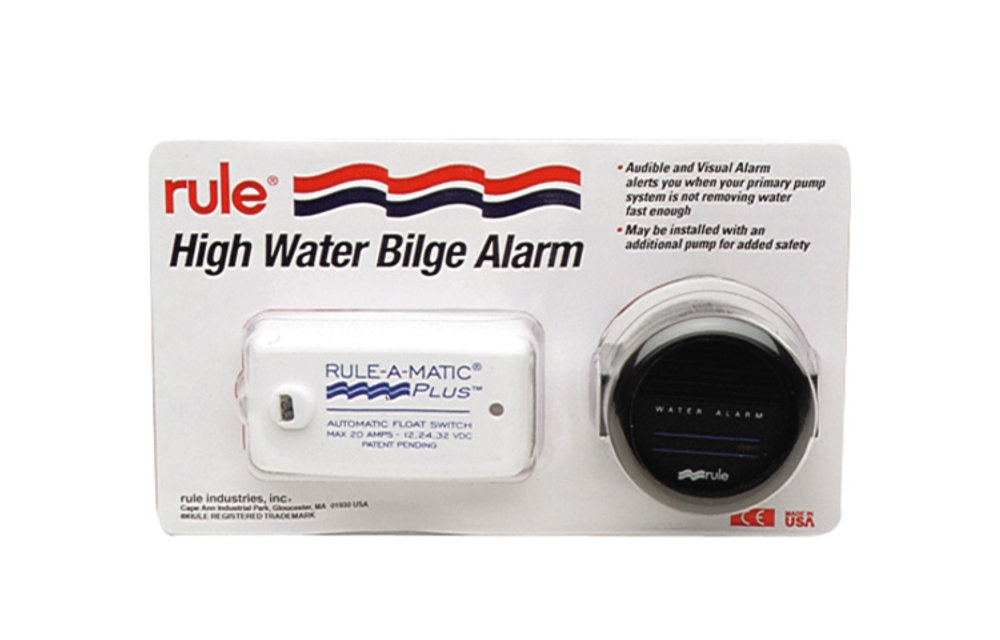 rule®
High Water Bilge Alarm
• Audible and Visual Alarm
alerts you when your primary pump
system is not removing water
fast enough
• May be installed with an
additional pump for added safety
RULE-A-MATIC®
PLUS™
AUTOMATIC FLOAT SWITCH
MAX 20 AMPS - 12,24,32 VDC
PATENT PENDING
WATER ALARM
rule
rule industries, inc.
Cape Ann Industrial Park, Gloucester, MA 01930 USA
®RULE REGISTERED TRADEMARK
CE
MADE IN
USA